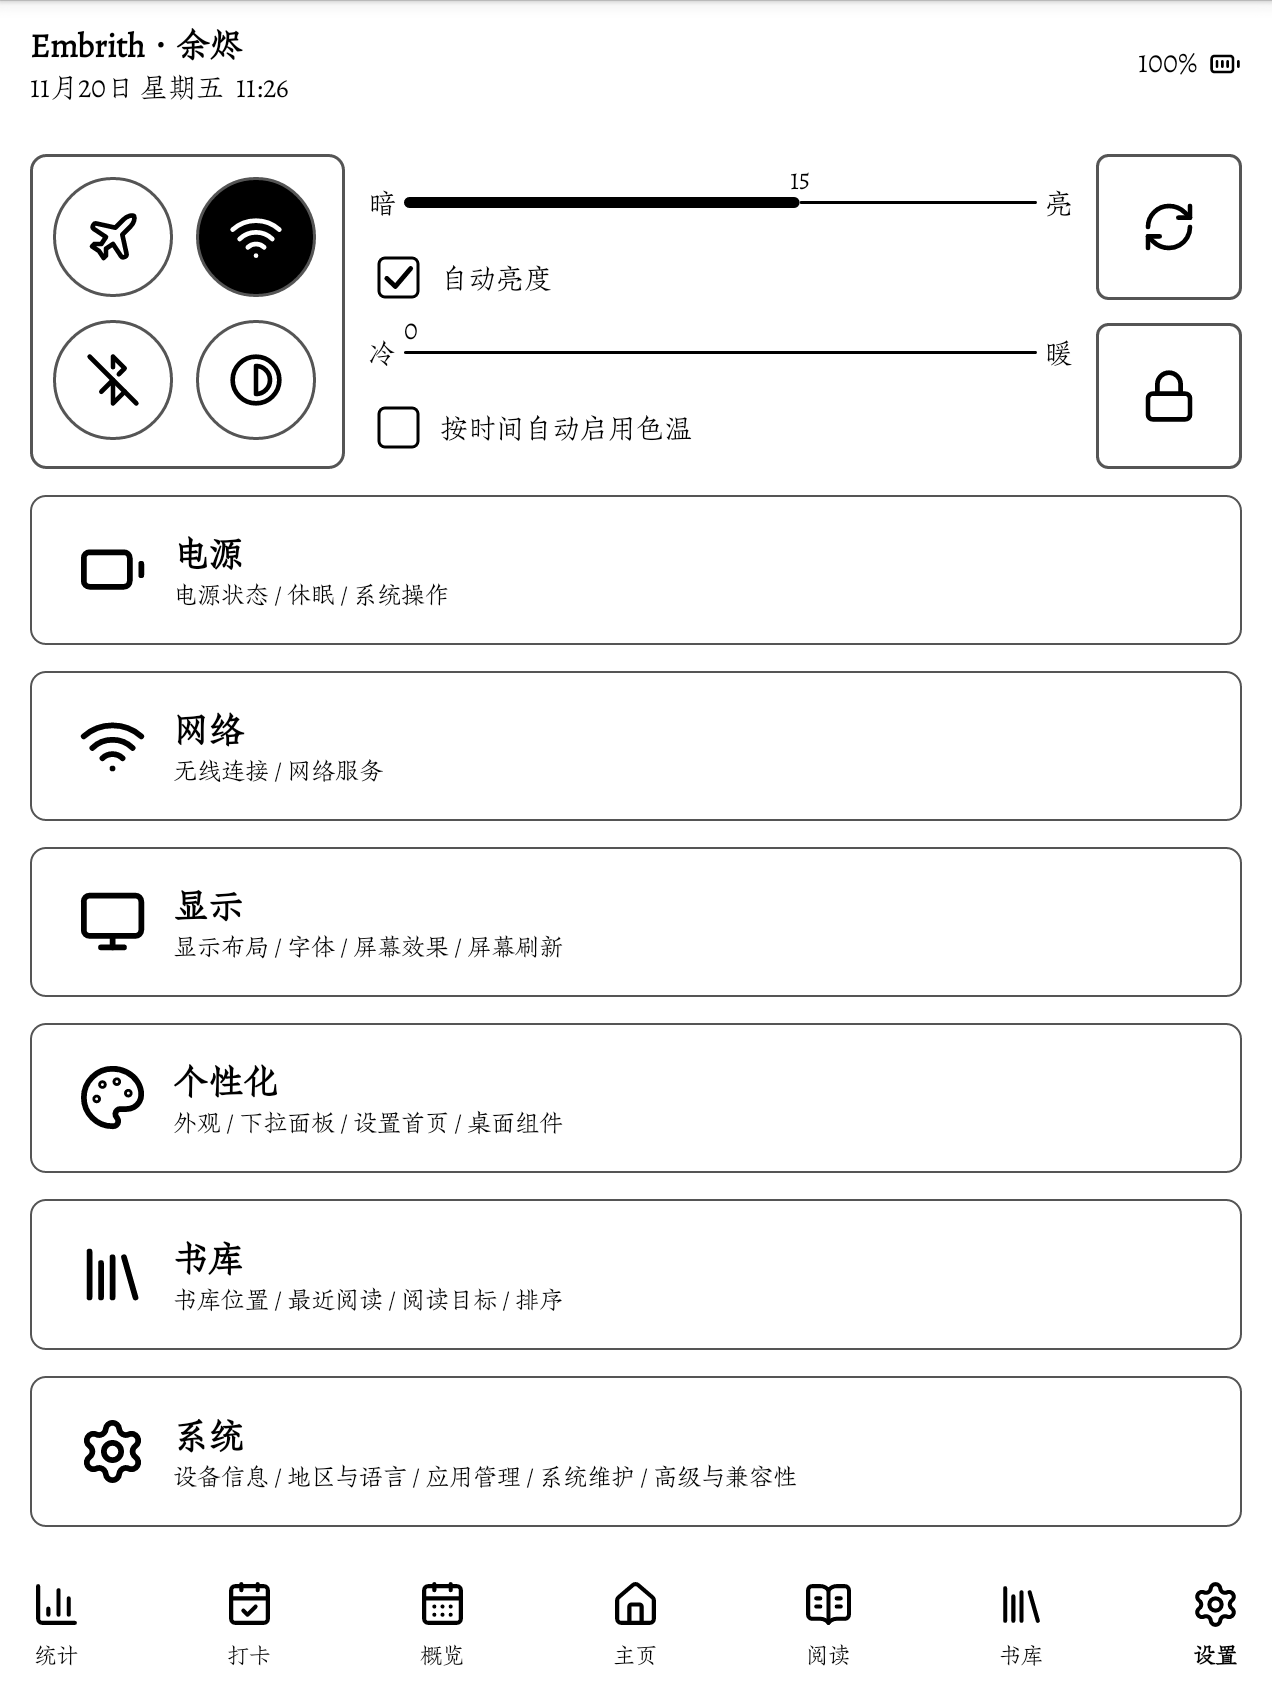 Embrith · 余烬
11月20日 星期五 11:26
100%
15
暗
亮
自动亮度
0
冷
暖
按时间自动启用色温
电源
电源状态 / 休眠 / 系统操作
网络
无线连接 / 网络服务
显示
显示布局 / 字体 / 屏幕效果 / 屏幕刷新
个性化
外观 / 下拉面板 / 设置首页 / 桌面组件
书库
书库位置 / 最近阅读 / 阅读目标 / 排序
系统
设备信息 / 地区与语言 / 应用管理 / 系统维护 / 高级与兼容性
统计
打卡
概览
主页
阅读
书库
设置